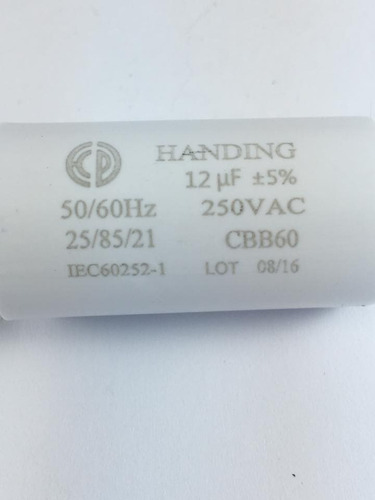 HANDING
12 µF ±5%
50/60Hz 250VAC
25/85/21 CBB60
IEC60252-1 LOT 08/16